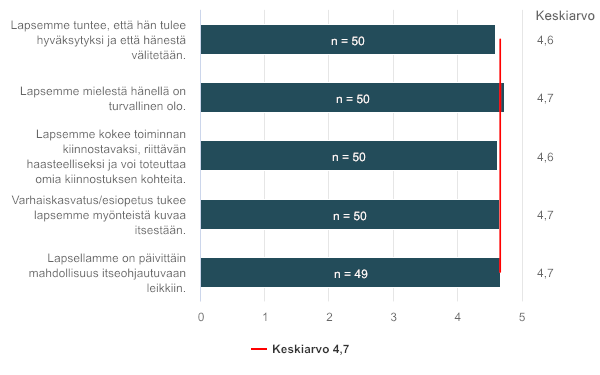 Keskiarvo
Lapsemme tuntee, että hän tulee
hyväksytyksi ja että hänestä
välitetään.
n = 50
4,6
Lapsemme mielestä hänellä on
turvallinen olo.
n = 50
4,7
Lapsemme kokee toiminnan
kiinnostavaksi, riittävän
haasteelliseksi ja voi toteuttaa
omia kiinnostuksen kohteita.
n = 50
4,6
Varhaiskasvatus/esiopetus tukee
lapsemme myönteistä kuvaa
itsestään.
n = 50
4,7
Lapsellamme on päivittäin
mahdollisuus itseohjautuvaan
leikkiin.
n = 49
4,7
0 1 2 3 4 5
Keskiarvo 4,7